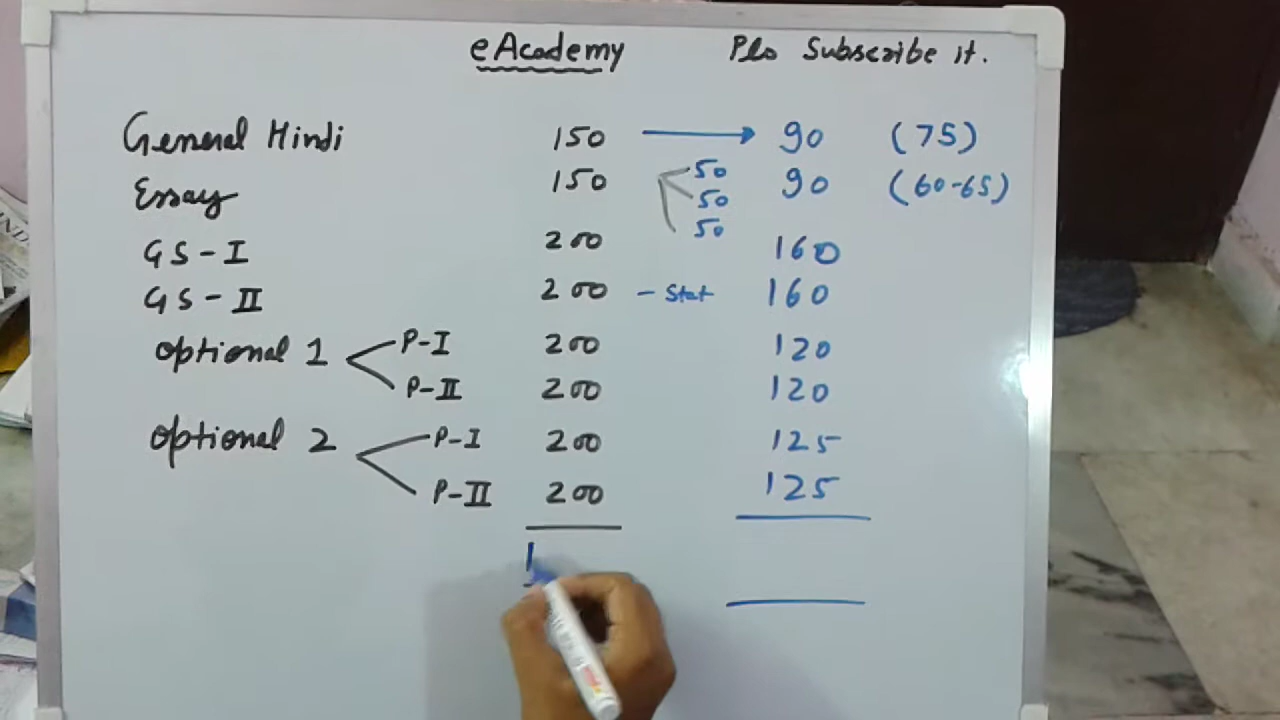 eAcademy Pls Subscribe it.
General Hindi 150 → 90 (75)
Essay 150 50 50 50 90 (60-65)
GS-I 200 160
GS-II 200 - Stat 160
Optional 1 P-I 200 120
P-II 200 120
Optional 2 P-I 200 125
P-II 200 125